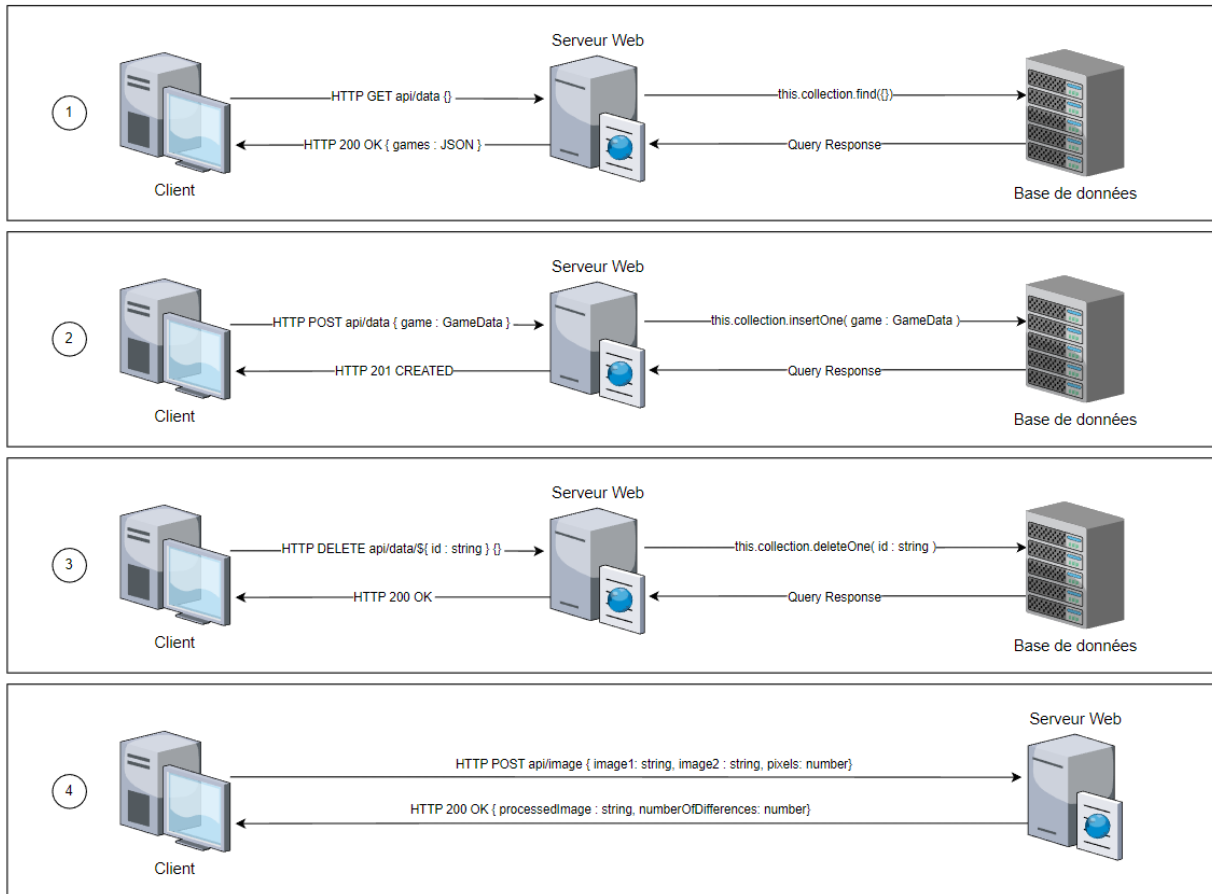 Serveur Web
1
HTTP GET api/data {}
this.collection.find({})
HTTP 200 OK { games : JSON }
Query Response
Client
Base de données
Serveur Web
2
HTTP POST api/data { game : GameData }
this.collection.insertOne( game : GameData )
HTTP 201 CREATED
Query Response
Client
Base de données
Serveur Web
3
HTTP DELETE api/data/${ id : string } {}
this.collection.deleteOne( id : string )
HTTP 200 OK
Query Response
Client
Base de données
Serveur Web
4
HTTP POST api/image { image1: string, image2 : string, pixels: number}
HTTP 200 OK { processedImage : string, numberOfDifferences: number}
Client